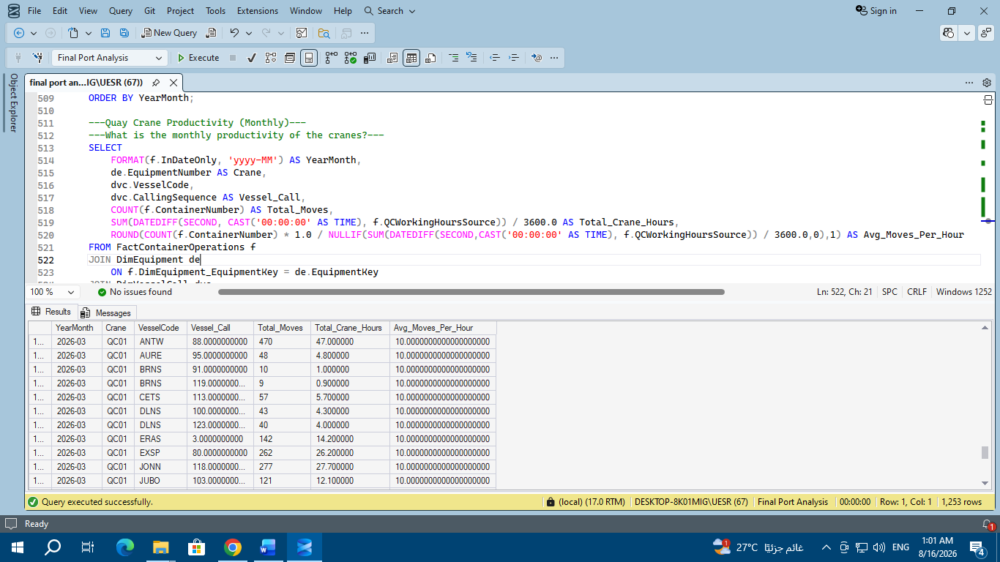 File Edit View Query Git Project Tools Extensions Window Help Search Sign in
New Query
Final Port Analysis Execute
Object Explorer
final port an...IG\UESR (67))
509 ORDER BY YearMonth;
510
511 ---Quay Crane Productivity (Monthly)---
512 ---What is the monthly productivity of the cranes?---
513 SELECT
514 FORMAT(f.InDateOnly, 'yyyy-MM') AS YearMonth,
515 de.EquipmentNumber AS Crane,
516 dvc.VesselCode,
517 dvc.CallingSequence AS Vessel_Call,
518 COUNT(f.ContainerNumber) AS Total_Moves,
519 SUM(DATEDIFF(SECOND, CAST('00:00:00' AS TIME), f.QCWorkingHoursSource)) / 3600.0 AS Total_Crane_Hours,
520 ROUND(COUNT(f.ContainerNumber) * 1.0 / NULLIF(SUM(DATEDIFF(SECOND,CAST('00:00:00' AS TIME), f.QCWorkingHoursSource)) / 3600.0,0),1) AS Avg_Moves_Per_Hour
521 FROM FactContainerOperations f
522 JOIN DimEquipment de
523 ON f.DimEquipment_EquipmentKey = de.EquipmentKey
100 % No issues found Ln: 522, Ch: 21 SPC CRLF Windows 1252
Results Messages
YearMonth Crane VesselCode Vessel_Call Total_Moves Total_Crane_Hours Avg_Moves_Per_Hour
1... 2026-03 QC01 ANTW 88.0000000000 470 47.000000 10.0000000000000000000
1... 2026-03 QC01 AURE 95.0000000000 48 4.800000 10.0000000000000000000
1... 2026-03 QC01 BRNS 91.0000000000 10 1.000000 10.0000000000000000000
1... 2026-03 QC01 BRNS 119.0000000... 9 0.900000 10.0000000000000000000
1... 2026-03 QC01 CETS 113.0000000... 57 5.700000 10.0000000000000000000
1... 2026-03 QC01 DLNS 100.0000000... 43 4.300000 10.0000000000000000000
1... 2026-03 QC01 DLNS 123.0000000... 40 4.000000 10.0000000000000000000
1... 2026-03 QC01 ERAS 3.0000000000 142 14.200000 10.0000000000000000000
1... 2026-03 QC01 EXSP 80.0000000000 262 26.200000 10.0000000000000000000
1... 2026-03 QC01 JONN 118.0000000... 277 27.700000 10.0000000000000000000
1... 2026-03 QC01 JUBO 103.0000000... 121 12.100000 10.0000000000000000000
Query executed successfully. (local) (17.0 RTM) DESKTOP-8K01MIG\UESR (67) Final Port Analysis 00:00:00 Row: 1, Col: 1 1,253 rows
Ready 1
1 27°C غائم جزئيًا ENG 1:01 AM
8/16/2026 4